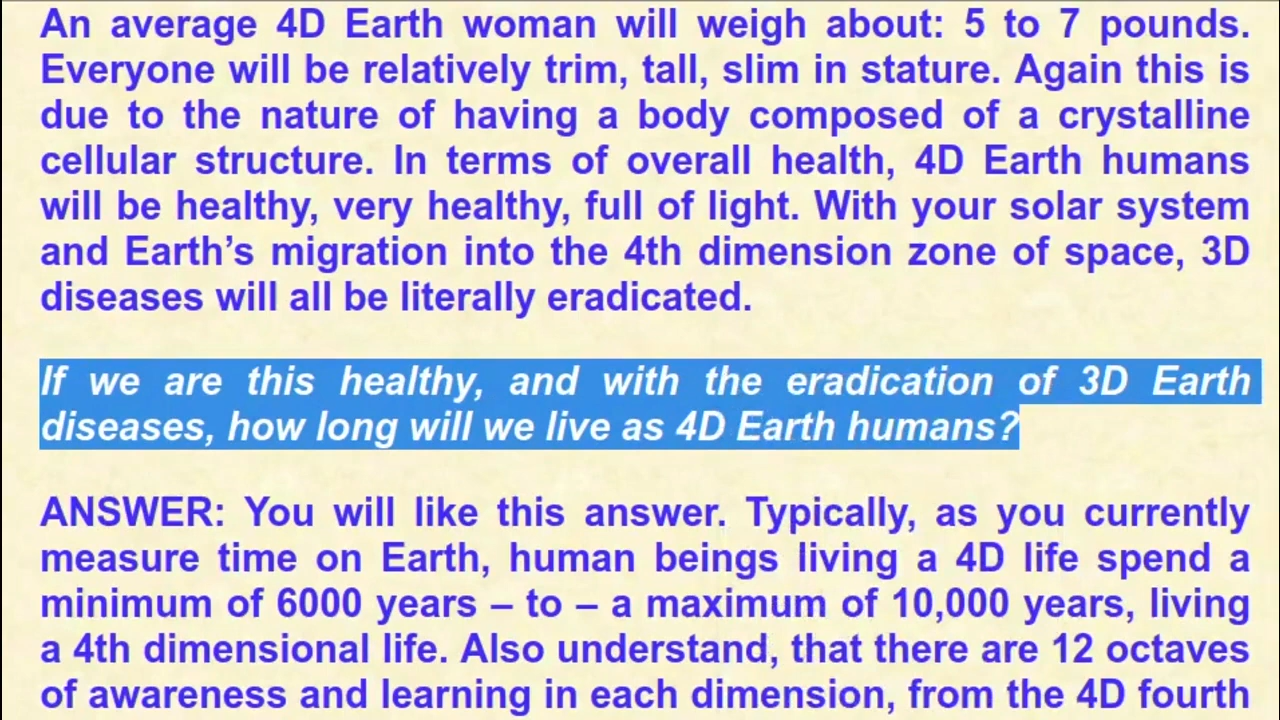 An average 4D Earth woman will weigh about: 5 to 7 pounds.
Everyone will be relatively trim, tall, slim in stature. Again this is
due to the nature of having a body composed of a crystalline
cellular structure. In terms of overall health, 4D Earth humans
will be healthy, very healthy, full of light. With your solar system
and Earth’s migration into the 4th dimension zone of space, 3D
diseases will all be literally eradicated.
If we are this healthy, and with the eradication of 3D Earth
diseases, how long will we live as 4D Earth humans?
ANSWER: You will like this answer. Typically, as you currently
measure time on Earth, human beings living a 4D life spend a
minimum of 6000 years – to – a maximum of 10,000 years, living
a 4th dimensional life. Also understand, that there are 12 octaves
of awareness and learning in each dimension, from the 4D fourth